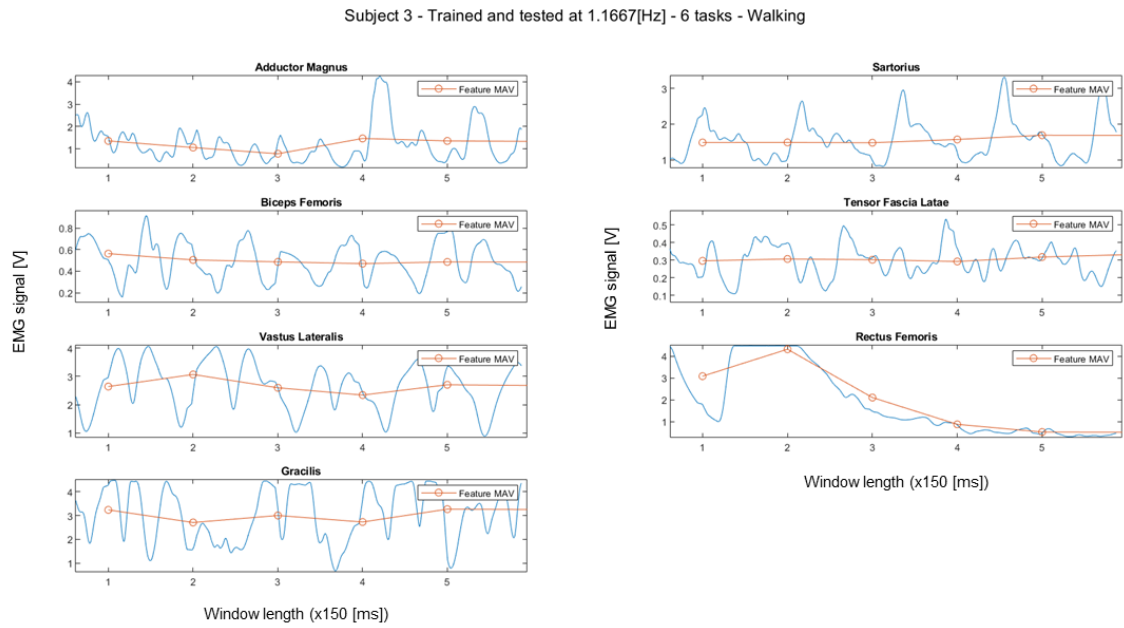 Subject 3 - Trained and tested at 1.1667[Hz] - 6 tasks - Walking
Adductor Magnus
Feature MAV
4
3
2
1
1 2 3 4 5
Biceps Femoris
Feature MAV
0.8
0.6
0.4
0.2
1 2 3 4 5
EMG signal [V]
Vastus Lateralis
Feature MAV
4
3
2
1
1 2 3 4 5
Gracilis
Feature MAV
4
3
2
1
1 2 3 4 5
Window length (x150 [ms])
Sartorius
Feature MAV
3
2
1
1 2 3 4 5
Tensor Fascia Latae
Feature MAV
0.5
0.4
0.3
0.2
0.1
1 2 3 4 5
EMG signal [V]
Rectus Femoris
Feature MAV
4
3
2
1
1 2 3 4 5
Window length (x150 [ms])